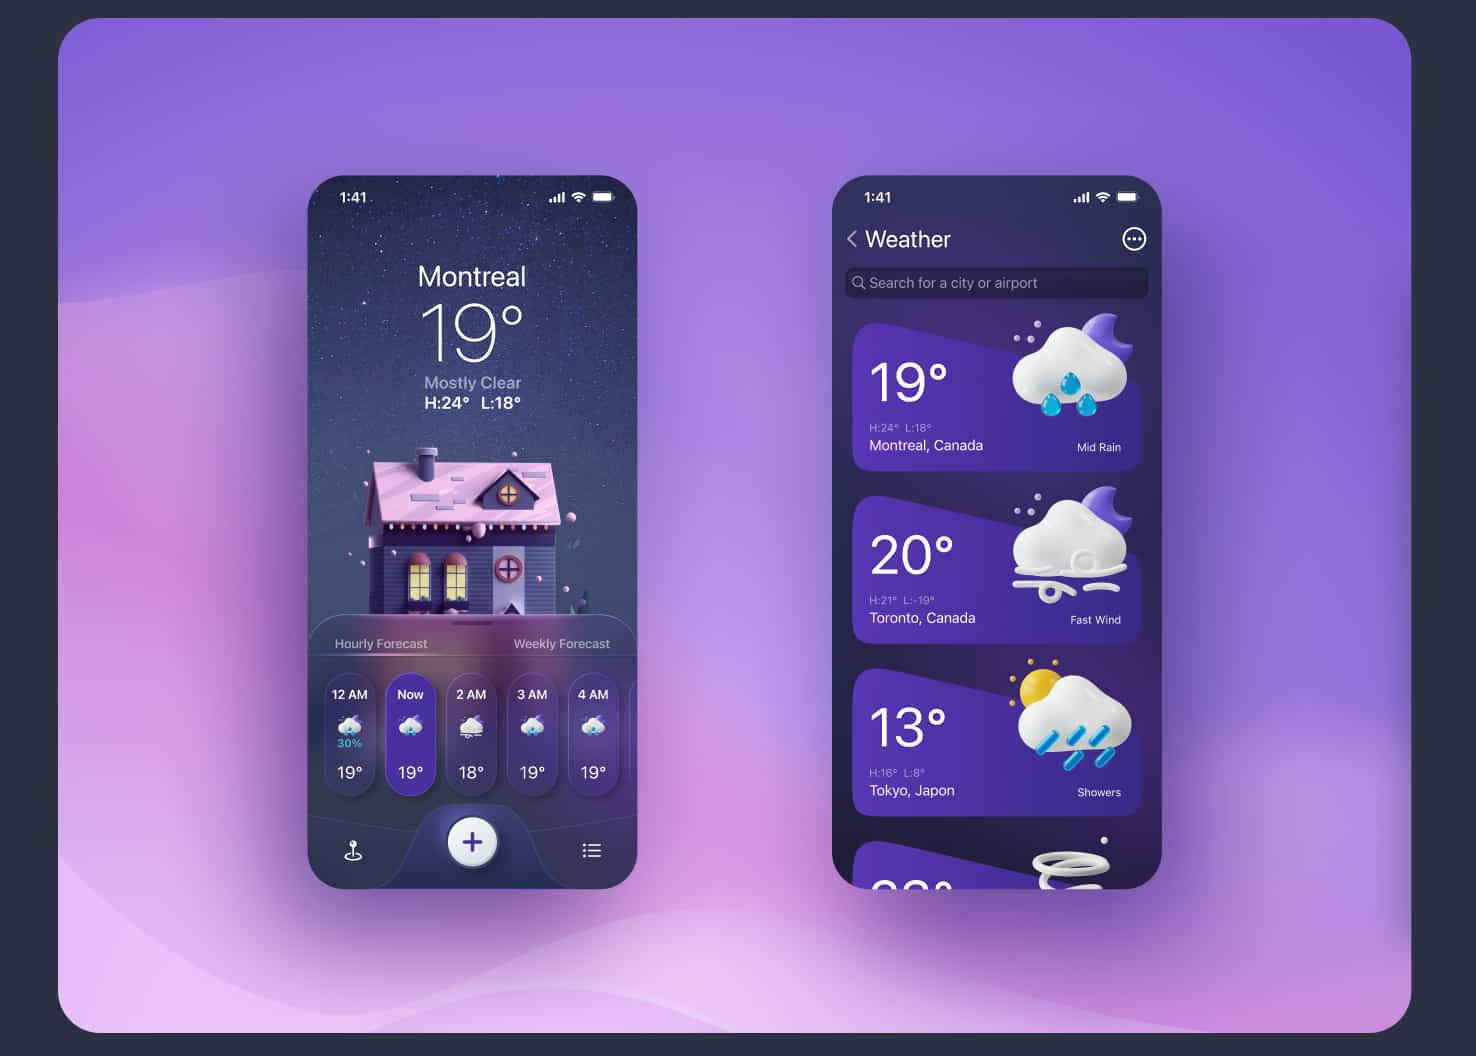 1:41
Montreal
19°
Mostly Clear
H:24° L:18°
Hourly Forecast
Weekly Forecast
12 AM
Now
2 AM
3 AM
4 AM
30%
19°
19°
18°
19°
19°
1:41
Weather
Search for a city or airport
19°
H:24° L:18°
Montreal, Canada
Mid Rain
20°
H:21° L:-19°
Toronto, Canada
Fast Wind
13°
H:16° L:8°
Tokyo, Japon
Showers